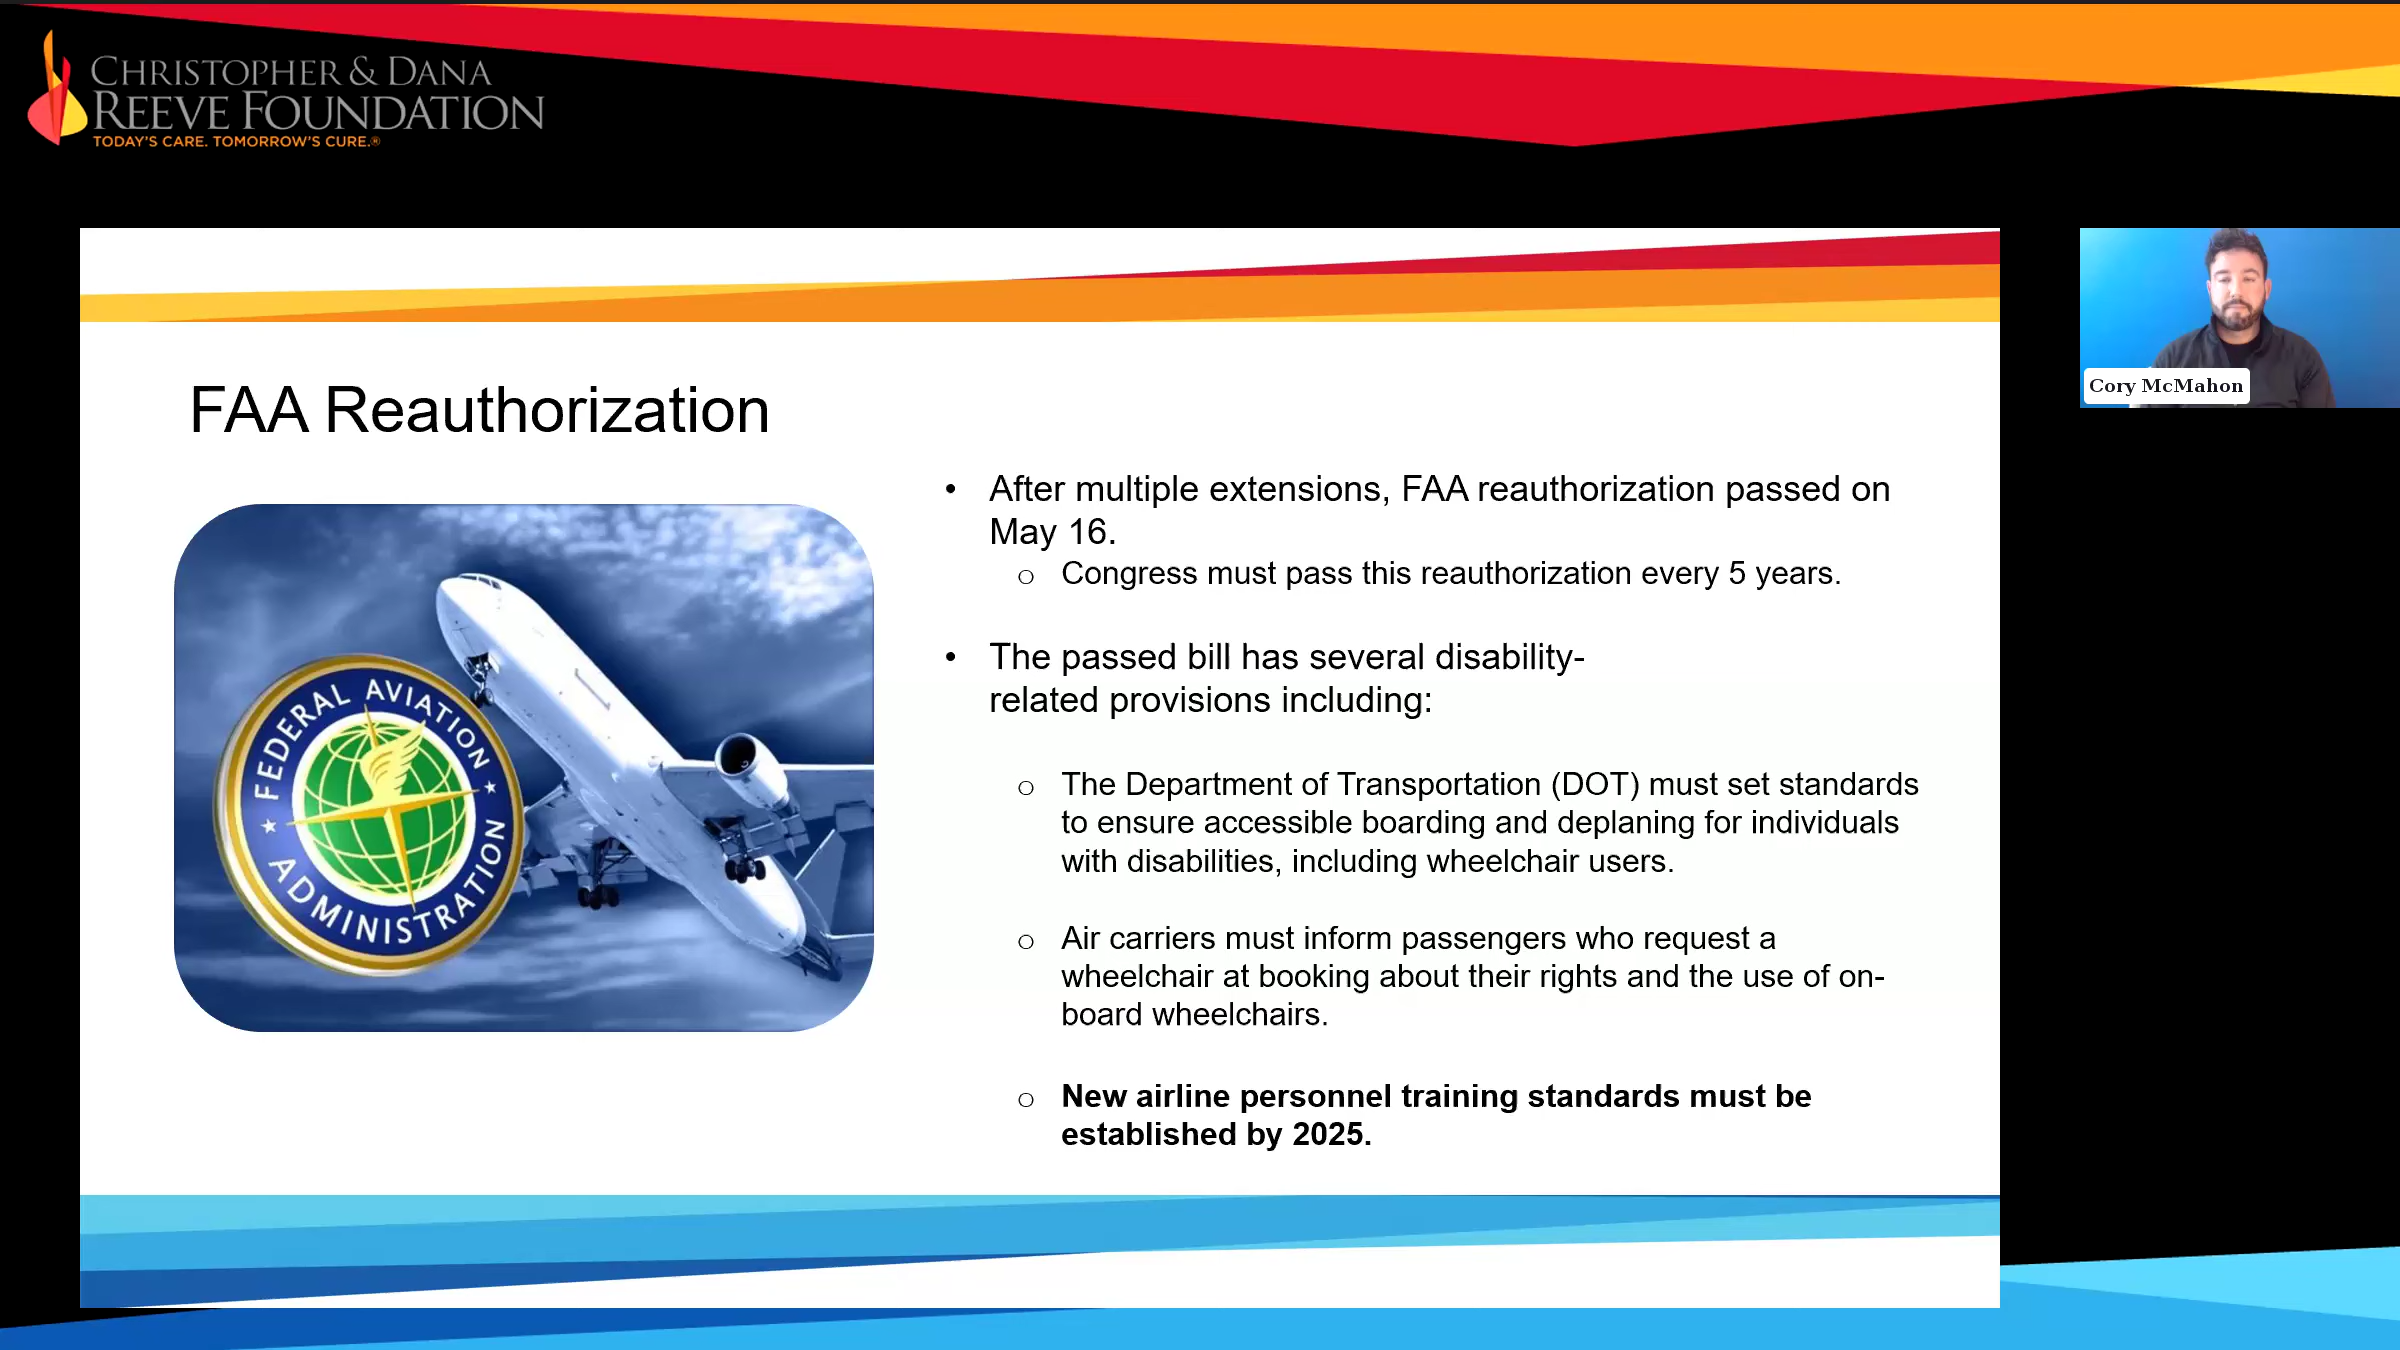 CHRISTOPHER & DANA
REEVE FOUNDATION
TODAY'S CARE. TOMORROW'S CURE.®
Cory McMahon
FAA Reauthorization
FEDERAL AVIATION
ADMINISTRATION
• After multiple extensions, FAA reauthorization passed on
May 16.
o Congress must pass this reauthorization every 5 years.
• The passed bill has several disability-
related provisions including:
o The Department of Transportation (DOT) must set standards
to ensure accessible boarding and deplaning for individuals
with disabilities, including wheelchair users.
o Air carriers must inform passengers who request a
wheelchair at booking about their rights and the use of on-
board wheelchairs.
o New airline personnel training standards must be
established by 2025.